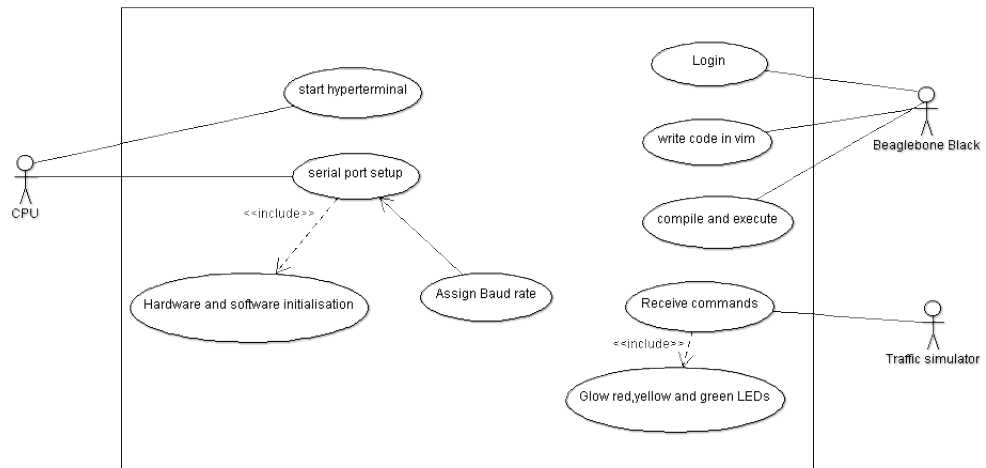 Login
start hyperterminal
write code in vim
Beaglebone Black
serial port setup
CPU
<<include>>
compile and execute
Hardware and software initialisation
Assign Baud rate
Receive commands
<<include>>
Traffic simulator
Glow red,yellow and green LEDs